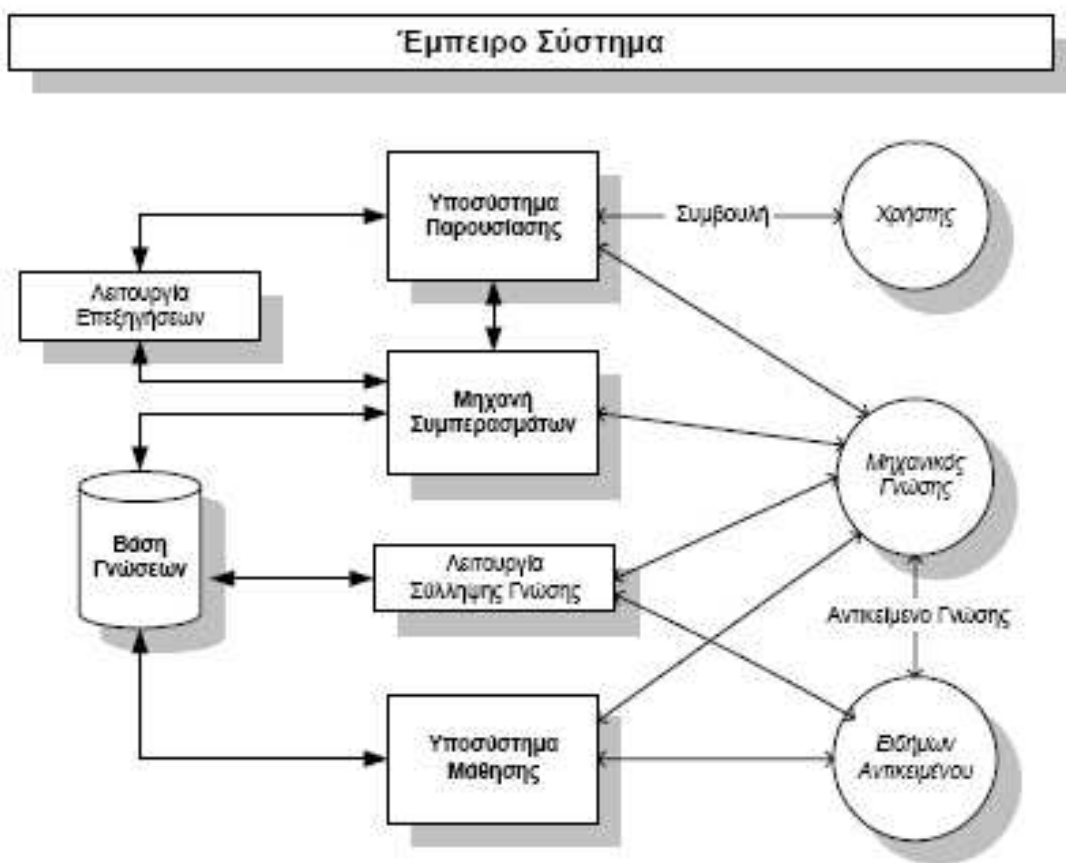 Έμπειρο Σύστημα
Υποσύστημα
Παρουσίασης
Συμβουλή
Χρήστης
Λειτουργία
Επεξηγήσεων
Μηχανή
Συμπερασμάτων
Μηχανικός
Γνώσης
Βάση
Γνώσεων
Λειτουργία
Σύλληψης Γνώσης
Αντικείμενο Γνώσης
Υποσύστημα
Μάθησης
Ειδήμων
Αντικειμένου